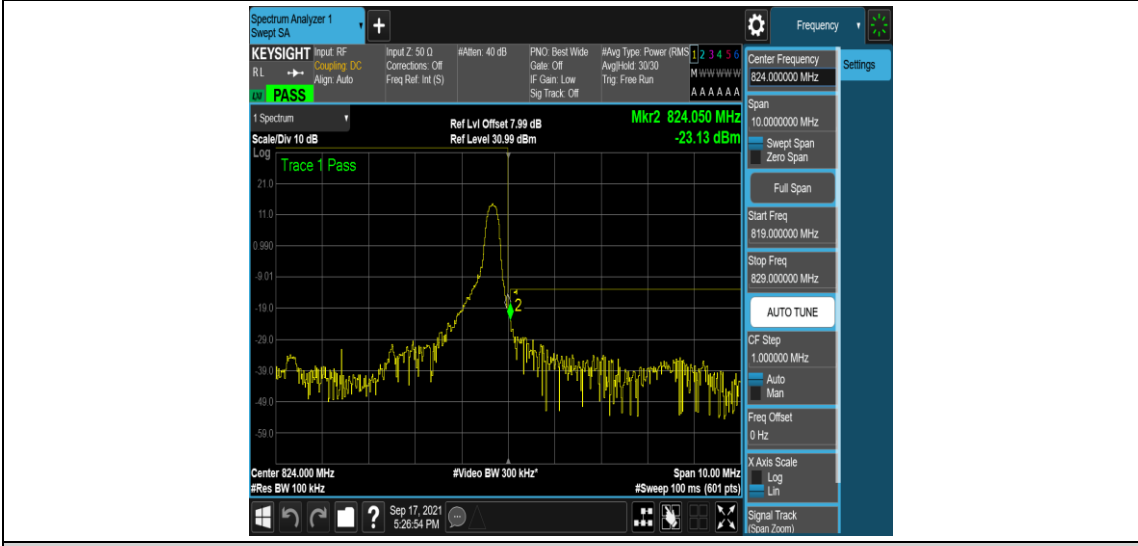 Spectrum Analyzer 1
Swept SA
+
Frequency
KEYSIGHT
RL
PASS
Input: RF
Coupling: DC
Align: Auto
Input Z: 50 Ω
Corrections: Off
Freq Ref: Int (S)
#Atten: 40 dB
PNO: Best Wide
Gate: Off
IF Gain: Low
Sig Track: Off
#Avg Type: Power (RMS
Avg|Hold: 30/30
Trig: Free Run
1 2 3 4 5 6
M W W W W W
A A A A A A
1 Spectrum
Scale/Div 10 dB
Ref Lvl Offset 7.99 dB
Ref Level 30.99 dBm
Mkr2 824.050 MHz
-23.13 dBm
Log
Trace 1 Pass
21.0
11.0
0.990
-9.01
-19.0
-29.0
-39.0
-49.0
-59.0
2
Center 824.000 MHz
#Res BW 100 kHz
#Video BW 300 kHz*
Span 10.00 MHz
#Sweep 100 ms (601 pts)
?
Sep 17, 2021
5:26:54 PM
Center Frequency
824.000000 MHz
Settings
Span
10.0000000 MHz
Swept Span
Zero Span
Full Span
Start Freq
819.000000 MHz
Stop Freq
829.000000 MHz
AUTO TUNE
CF Step
1.000000 MHz
Auto
Man
Freq Offset
0 Hz
X Axis Scale
Log
Lin
Signal Track
(Span Zoom)